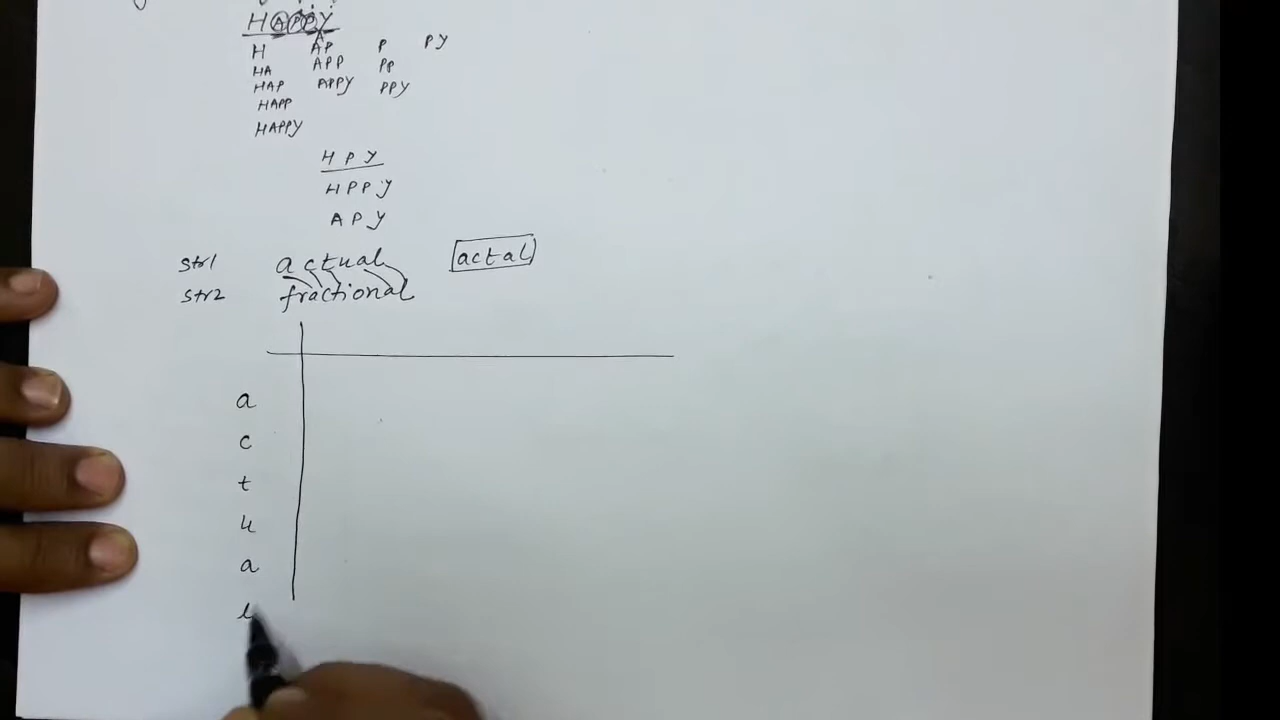 HAPPY
A
H AP P PY
HA APP PP
HAP APPY PPY
HAPP
HAPPY
HPY
HPPY
APY
str1 actual actal
str2 fractional
a
c
t
u
a
l